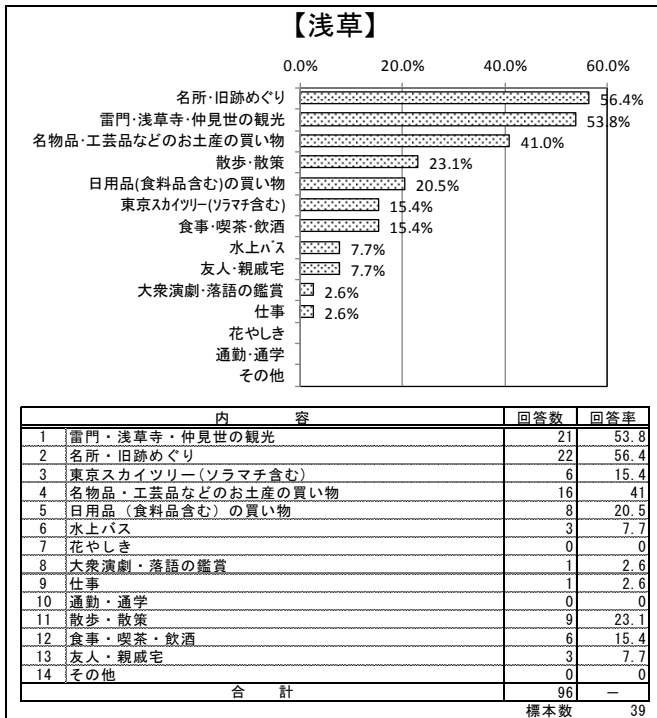 【浅草】
0.0% 20.0% 40.0% 60.0%
名所･旧跡めぐり 56.4%
雷門･浅草寺･仲見世の観光 53.8%
名物品･工芸品などのお土産の買い物 41.0%
散歩･散策 23.1%
日用品(食料品含む)の買い物 20.5%
東京スカイツリー(ソラマチ含む) 15.4%
食事･喫茶･飲酒 15.4%
水上バス 7.7%
友人･親戚宅 7.7%
大衆演劇･落語の鑑賞 2.6%
仕事 2.6%
花やしき
通勤･通学
その他
内 容 回答数 回答率
1 雷門・浅草寺・仲見世の観光 21 53.8
2 名所・旧跡めぐり 22 56.4
3 東京スカイツリー(ソラマチ含む) 6 15.4
4 名物品・工芸品などのお土産の買い物 16 41
5 日用品（食料品含む）の買い物 8 20.5
6 水上バス 3 7.7
7 花やしき 0 0
8 大衆演劇・落語の鑑賞 1 2.6
9 仕事 1 2.6
10 通勤・通学 0 0
11 散歩・散策 9 23.1
12 食事・喫茶・飲酒 6 15.4
13 友人・親戚宅 3 7.7
14 その他 0 0
合 計 96 －
標本数 39